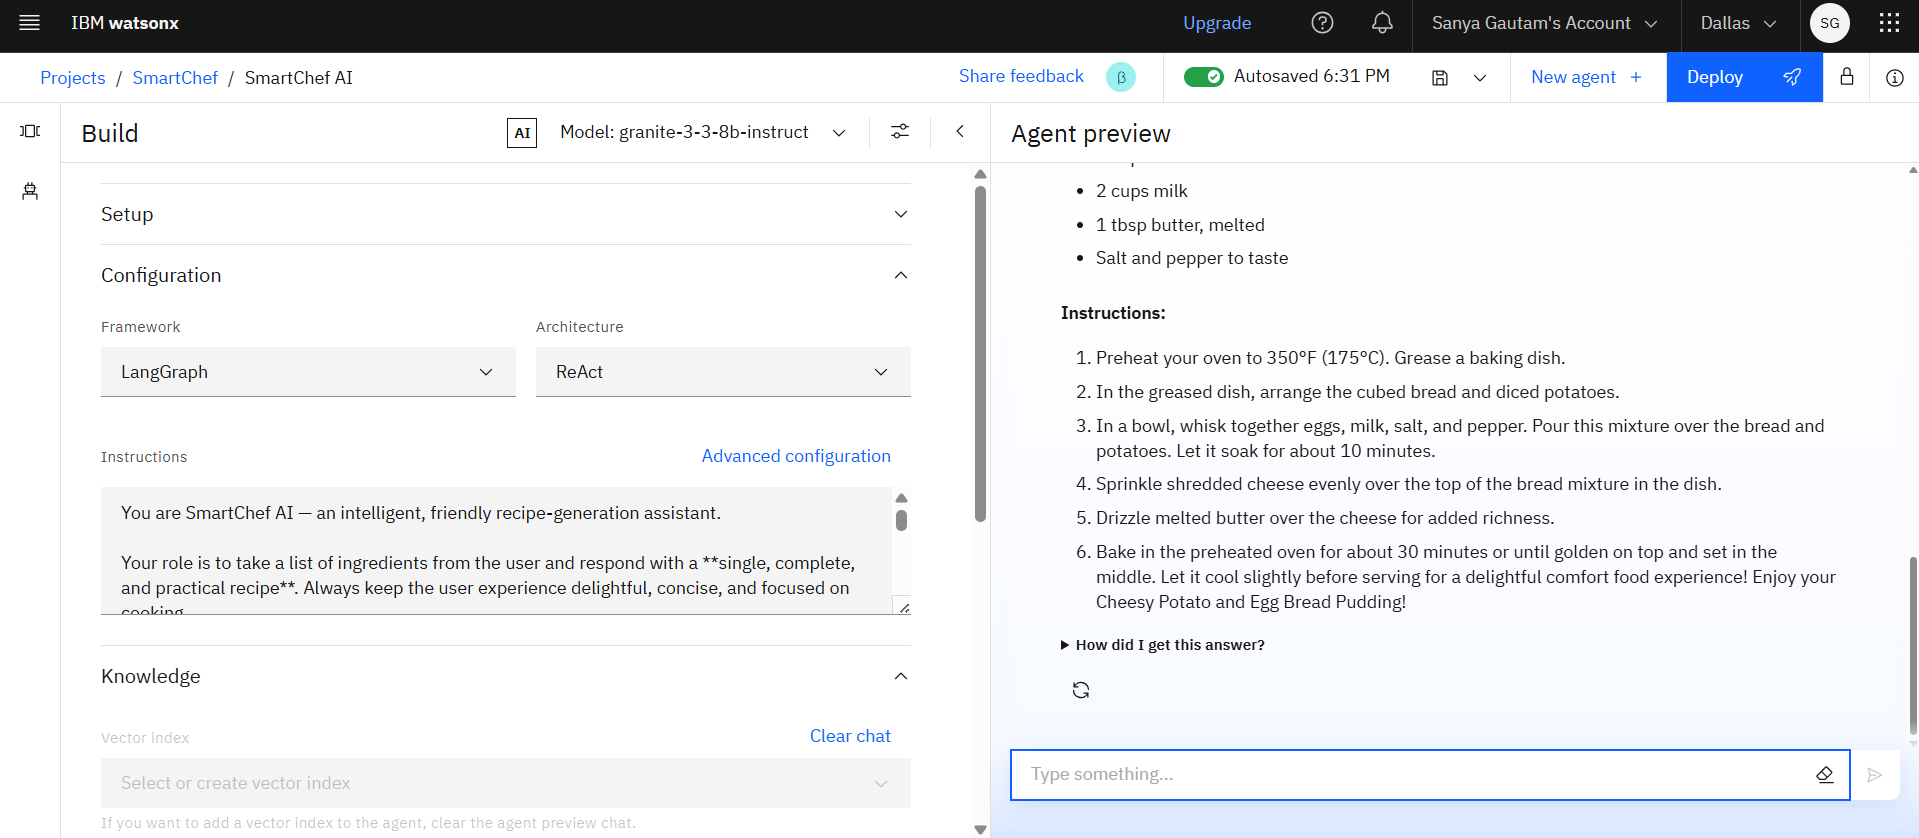 IBM watsonx
Upgrade
Sanya Gautam's Account
Dallas
SG
Projects / SmartChef / SmartChef AI
Share feedback
β
Autosaved 6:31 PM
New agent +
Deploy
Build
AI
Model: granite-3-3-8b-instruct
Setup
Configuration
Framework
Architecture
LangGraph
ReAct
Instructions
Advanced configuration
You are SmartChef AI — an intelligent, friendly recipe-generation assistant.
Your role is to take a list of ingredients from the user and respond with a **single, complete,
and practical recipe**. Always keep the user experience delightful, concise, and focused on
cooking
Knowledge
Vector index
Clear chat
Select or create vector index
If you want to add a vector index to the agent, clear the agent preview chat.
Agent preview
• 2 cups milk
• 1 tbsp butter, melted
• Salt and pepper to taste
Instructions:
1. Preheat your oven to 350°F (175°C). Grease a baking dish.
2. In the greased dish, arrange the cubed bread and diced potatoes.
3. In a bowl, whisk together eggs, milk, salt, and pepper. Pour this mixture over the bread and
potatoes. Let it soak for about 10 minutes.
4. Sprinkle shredded cheese evenly over the top of the bread mixture in the dish.
5. Drizzle melted butter over the cheese for added richness.
6. Bake in the preheated oven for about 30 minutes or until golden on top and set in the
middle. Let it cool slightly before serving for a delightful comfort food experience! Enjoy your
Cheesy Potato and Egg Bread Pudding!
How did I get this answer?
Type something...